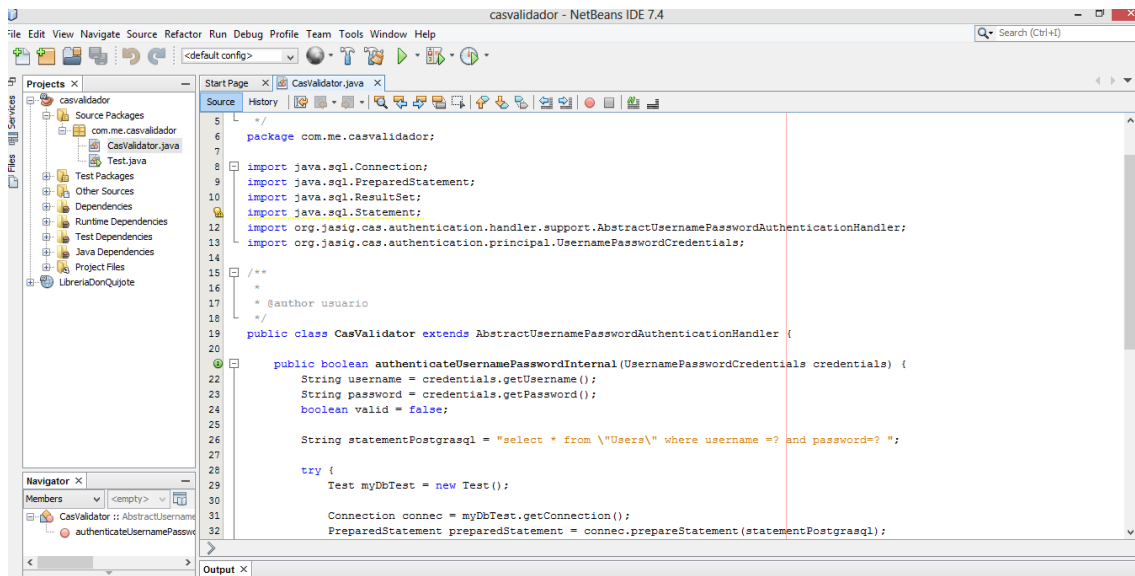 casvalidador - NetBeans IDE 7.4
File Edit View Navigate Source Refactor Run Debug Profile Team Tools Window Help
Search (Ctrl+I)
<default config>
Projects
casvalidador
Source Packages
com.me.casvalidador
CasValidator.java
Test.java
Test Packages
Other Sources
Dependencies
Runtime Dependencies
Test Dependencies
Java Dependencies
Project Files
LibreriaDonQuijote
Services
Files
Navigator
Members
<empty>
CasValidator :: AbstractUsername
authenticateUsernamePasswo
Start Page
CasValidator.java
Source History
5 */
6 package com.me.casvalidador;
7
8 import java.sql.Connection;
9 import java.sql.PreparedStatement;
10 import java.sql.ResultSet;
import java.sql.Statement;
12 import org.jasig.cas.authentication.handler.support.AbstractUsernamePasswordAuthenticationHandler;
13 import org.jasig.cas.authentication.principal.UsernamePasswordCredentials;
14
15 /**
16 *
17 * @author usuario
18 */
19 public class CasValidator extends AbstractUsernamePasswordAuthenticationHandler {
20
public boolean authenticateUsernamePasswordInternal(UsernamePasswordCredentials credentials) {
22 String username = credentials.getUsername();
23 String password = credentials.getPassword();
24 boolean valid = false;
25
26 String statementPostgrasql = "select * from \"Users\" where username =? and password=? ";
27
28 try {
29 Test myDbTest = new Test();
30
31 Connection connec = myDbTest.getConnection();
32 PreparedStatement preparedStatement = connec.prepareStatement(statementPostgrasql);
Output